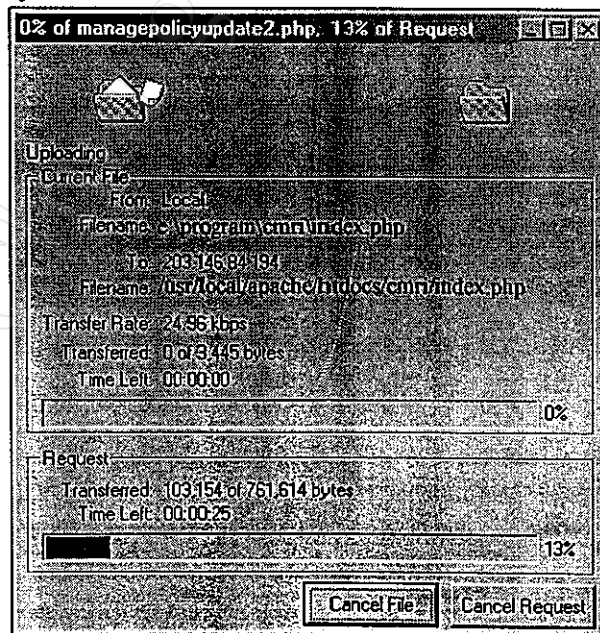 0% of managepolicyupdate2.php, 13% of Request
Uploading
Current File
From: Local
Filename: c:\program\cmri\index.php
To: 203.146.84.194
Filename: /usr/local/apache/htdocs/cmri/index.php
Transfer Rate: 24.96 kbps
Transferred: 0 of 9,445 bytes
Time Left: 00:00:00
0%
Request
Transferred: 103,154 of 761,614 bytes
Time Left: 00:00:25
13%
Cancel File
Cancel Request